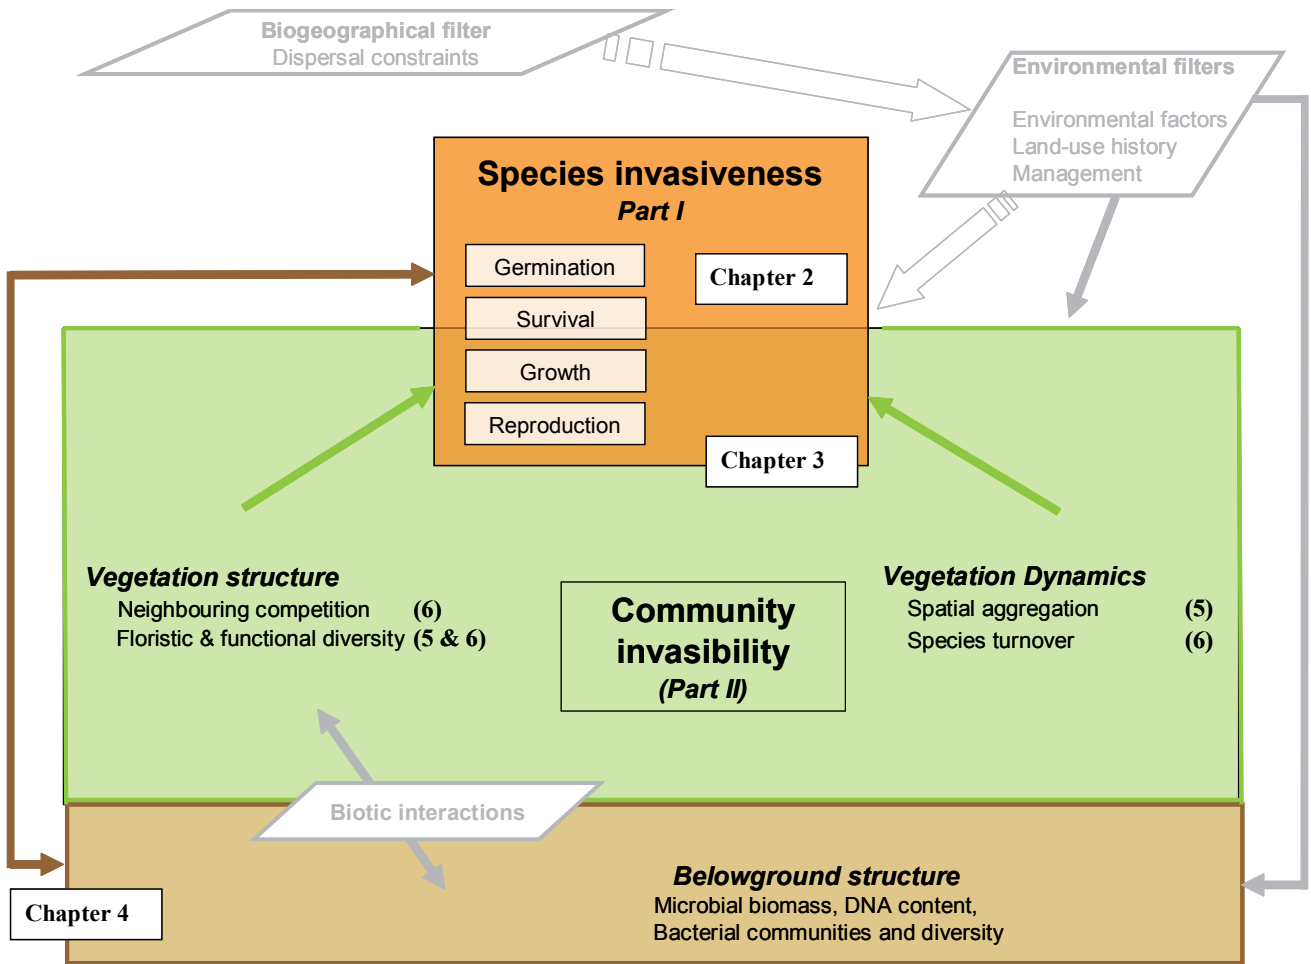 Biogeographical filter
Dispersal constraints
Environmental filters
Environmental factors
Land-use history
Management
Species invasiveness
Part I
Germination
Chapter 2
Survival
Growth
Reproduction
Chapter 3
Vegetation structure
Neighbouring competition (6)
Floristic & functional diversity (5 & 6)
Community
invasibility
(Part II)
Vegetation Dynamics
Spatial aggregation (5)
Species turnover (6)
Biotic interactions
Belowground structure
Microbial biomass, DNA content,
Bacterial communities and diversity
Chapter 4